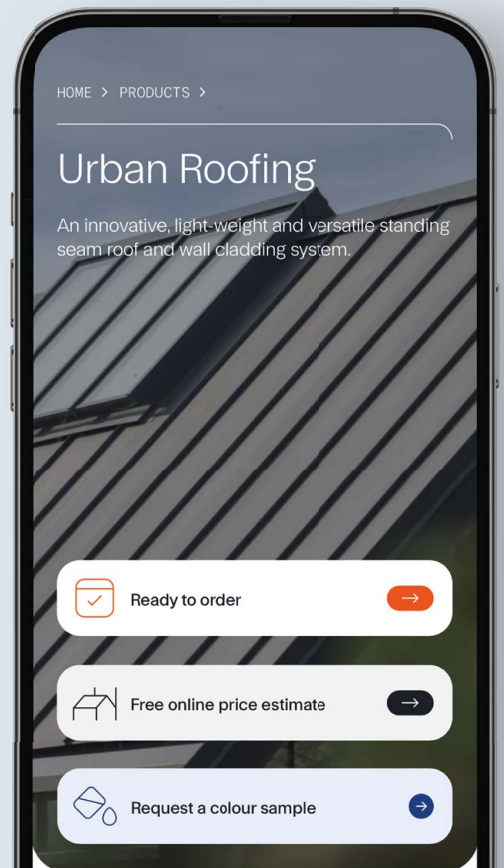 HOME > PRODUCTS >
Urban Roofing
An innovative, light-weight and versatile standing
seam roof and wall cladding system.
Ready to order
Free online price estimate
Request a colour sample